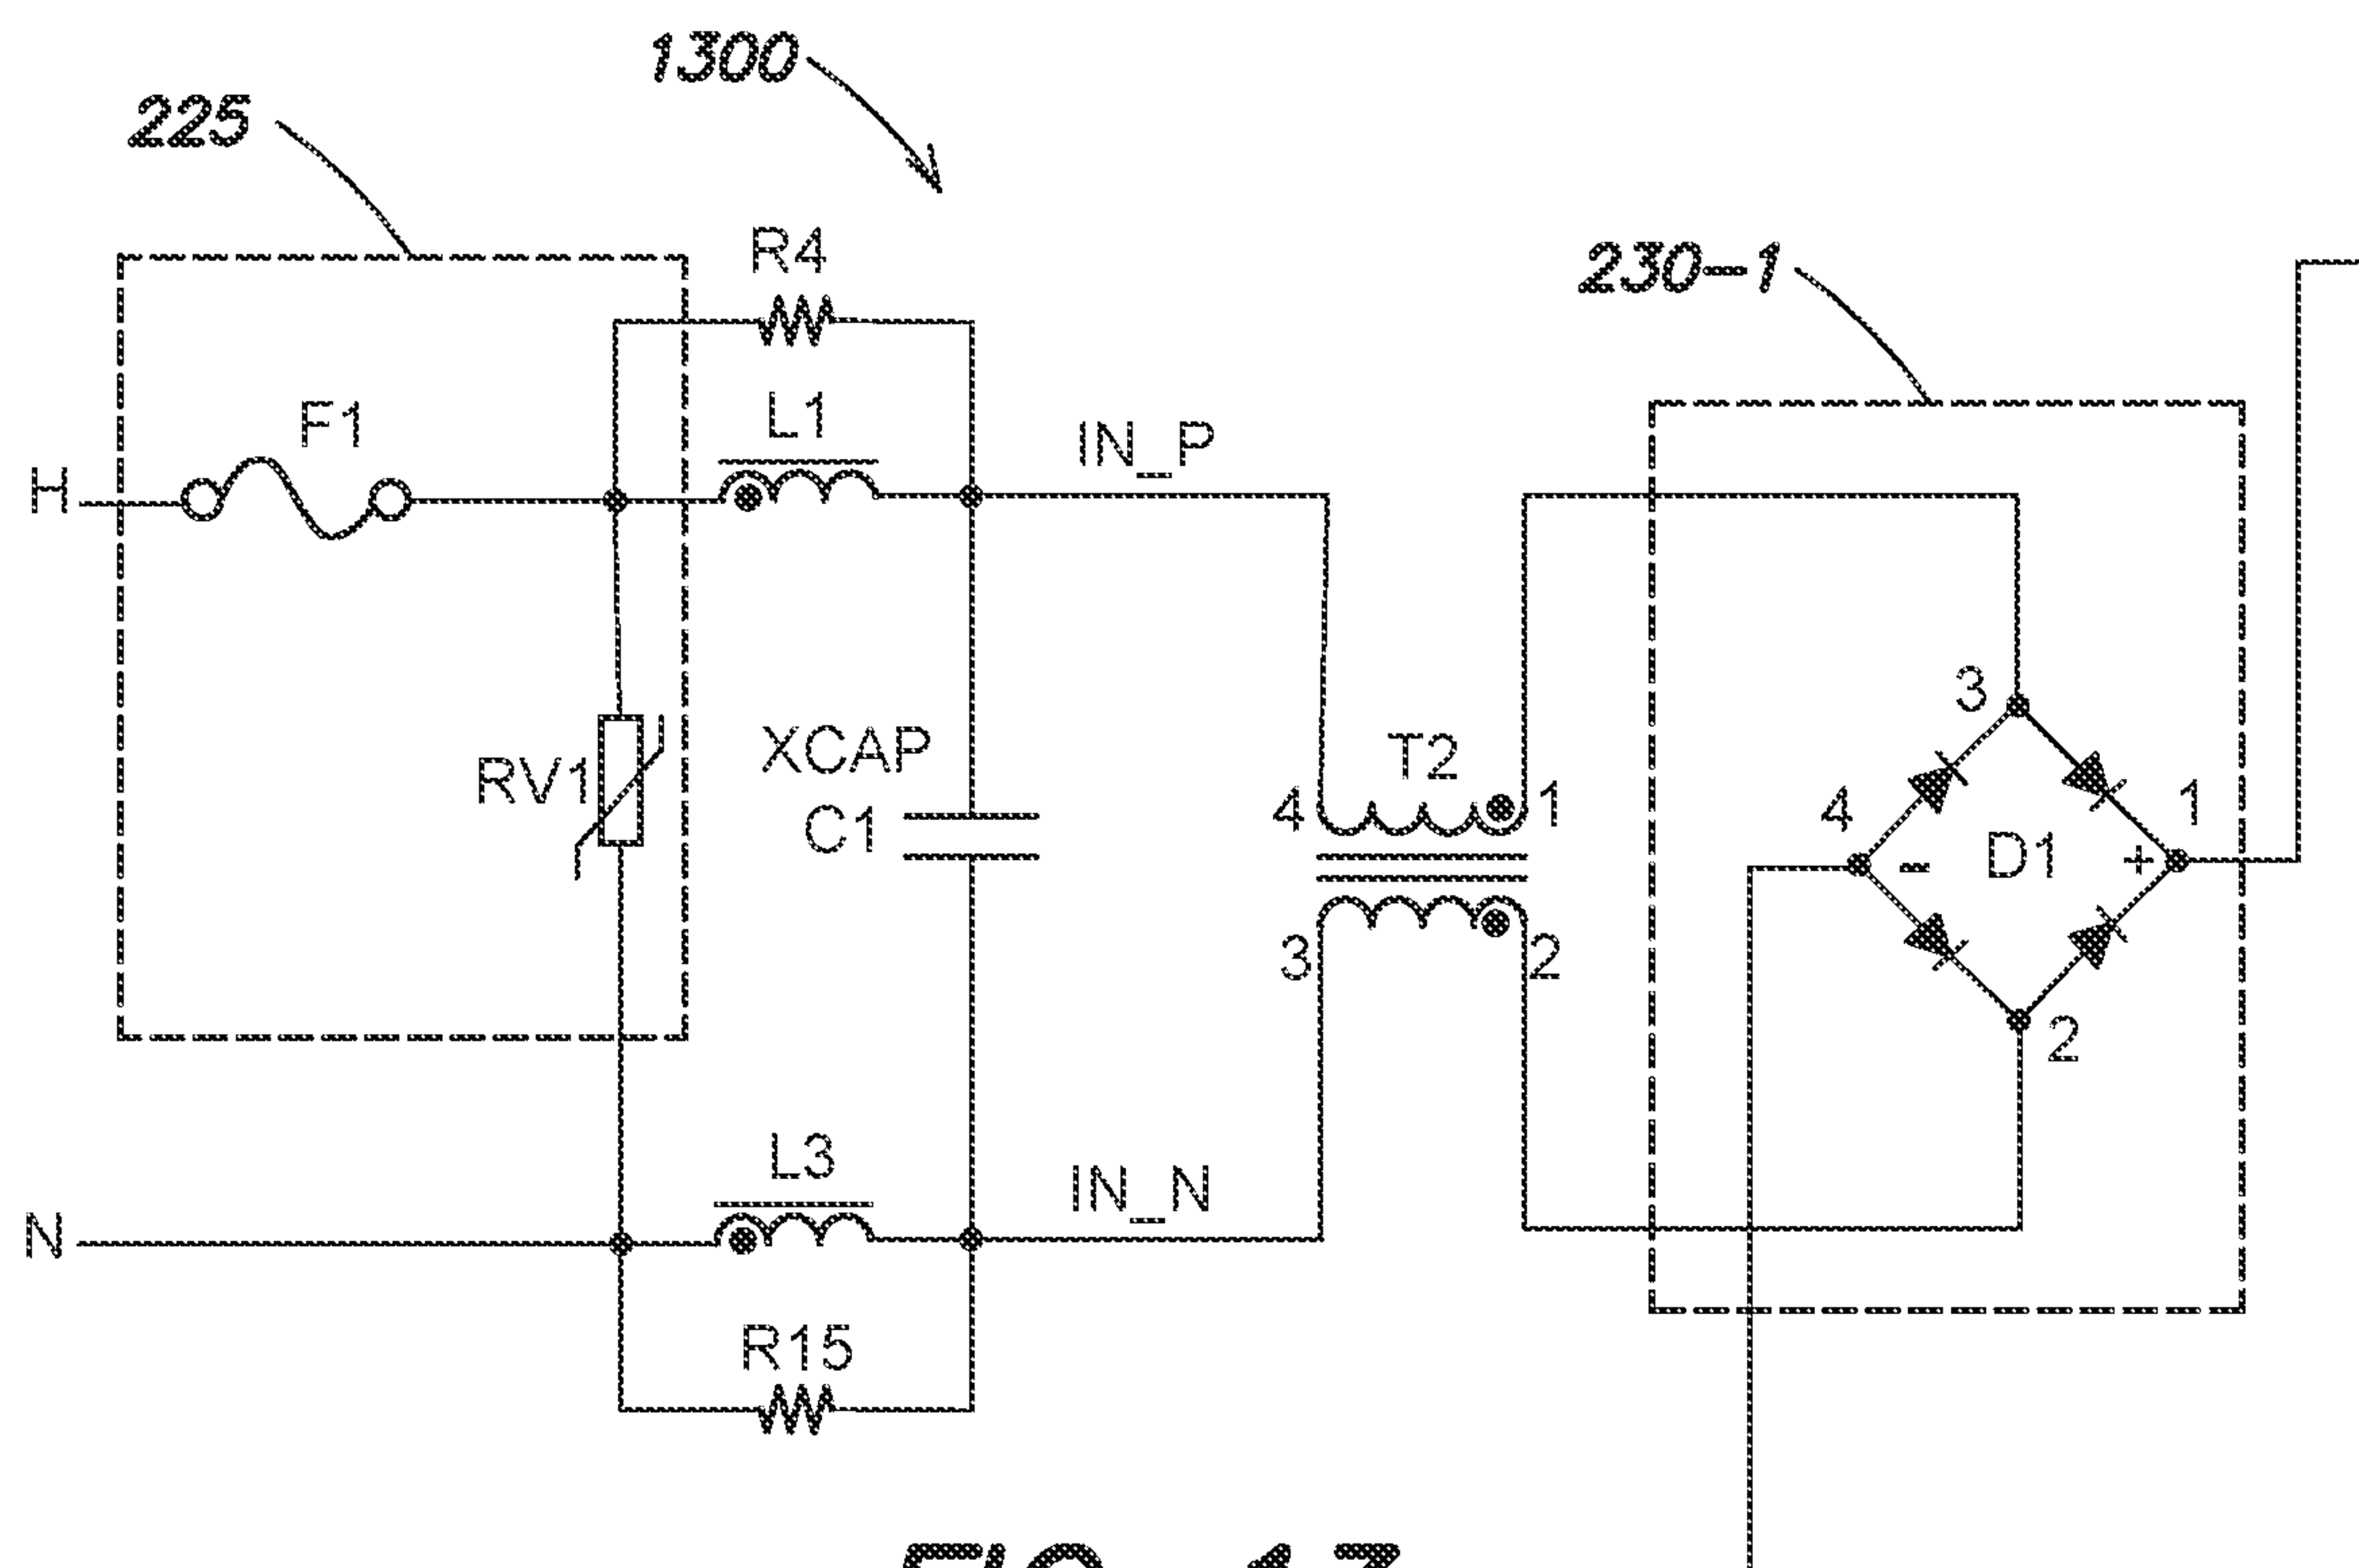 1300
225
R4
230-1
L1
F1
IN_P
H
3
XCAP
T2
RV1
C1
4
1
4
1
- D1 +
3
2
2
L3
IN_N
N
R15